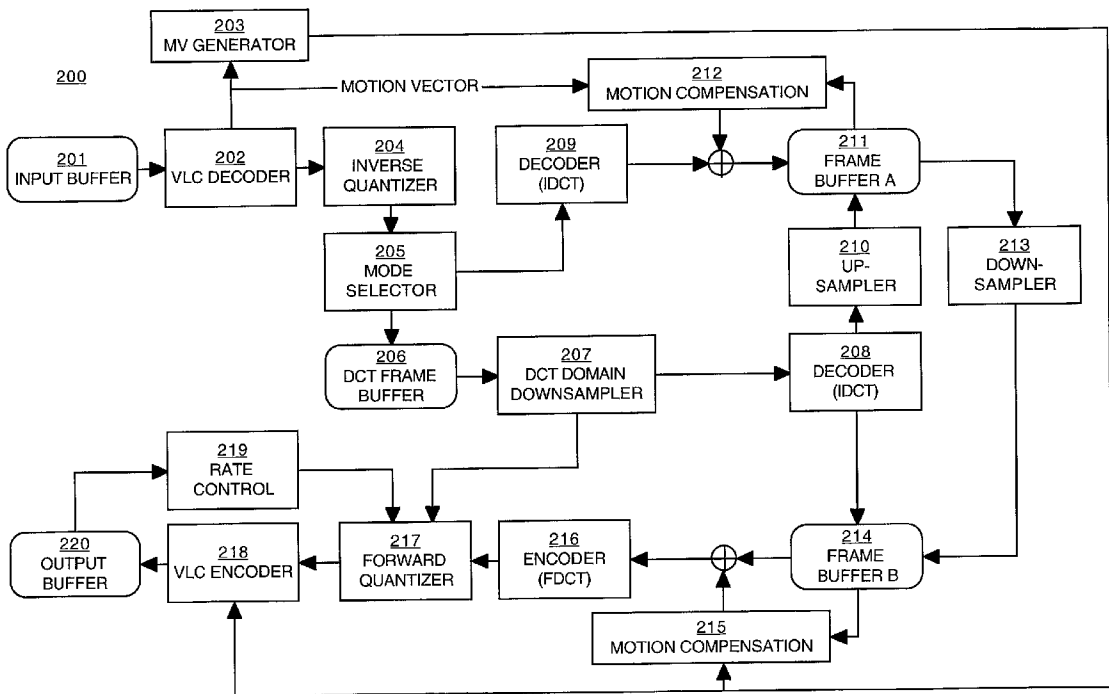 203
MV GENERATOR
200
MOTION VECTOR
212
MOTION COMPENSATION
201
INPUT BUFFER
202
VLC DECODER
204
INVERSE
QUANTIZER
209
DECODER
(IDCT)
211
FRAME
BUFFER A
205
MODE
SELECTOR
210
UP-
SAMPLER
213
DOWN-
SAMPLER
206
DCT FRAME
BUFFER
207
DCT DOMAIN
DOWNSAMPLER
208
DECODER
(IDCT)
219
RATE
CONTROL
220
OUTPUT
BUFFER
218
VLC ENCODER
217
FORWARD
QUANTIZER
216
ENCODER
(FDCT)
214
FRAME
BUFFER B
215
MOTION COMPENSATION